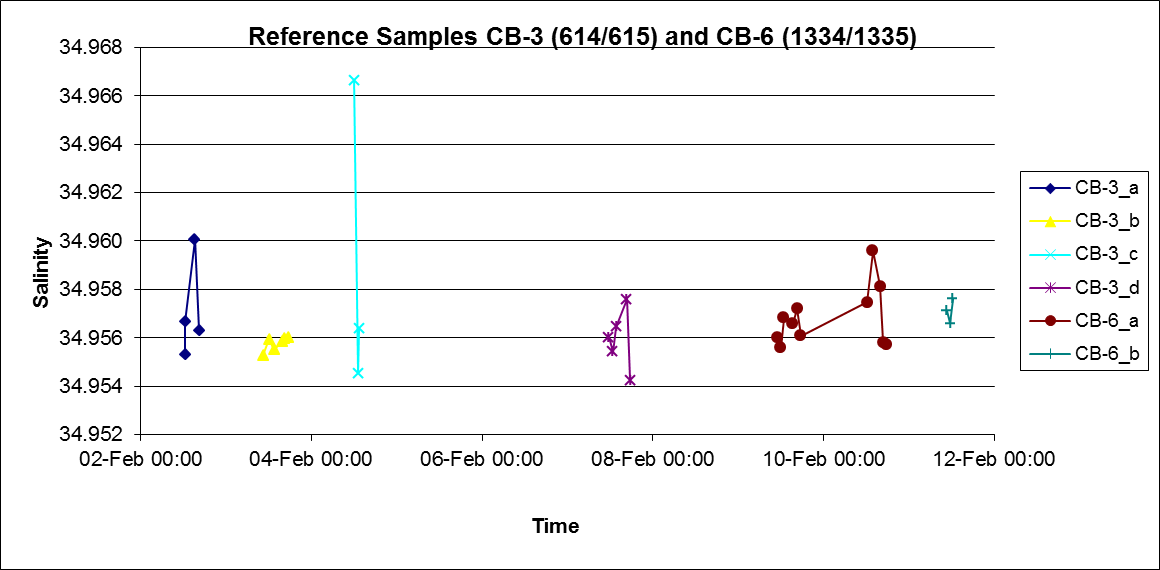 Reference Samples CB-3 (614/615) and CB-6 (1334/1335)
34.968
34.966
34.964
34.962
34.960
34.958
34.956
34.954
34.952
Salinity
02-Feb 00:00
04-Feb 00:00
06-Feb 00:00
08-Feb 00:00
10-Feb 00:00
12-Feb 00:00
Time
CB-3_a
CB-3_b
CB-3_c
CB-3_d
CB-6_a
CB-6_b